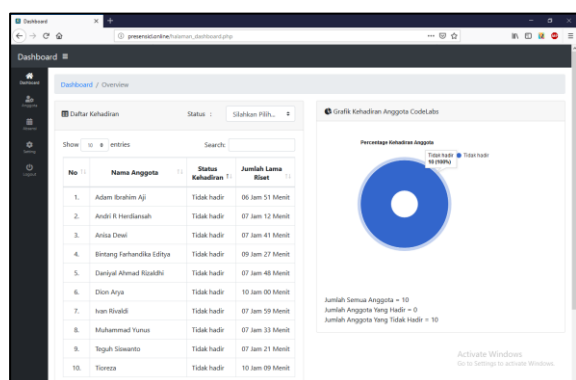 Dashboard
presenoid.online/halaman_dashboard.php
Dashboard
Dashboard
Anggota
Setting
Logout
Dashboard / Overview
Daftar Kehadiran
Status :
Silahkan Pilih...
Show 10 entries
Search:
No Nama Anggota Status Kehadiran Jumlah Lama Riset
1. Adam Ibrahim Aji Tidak hadir 06 Jam 51 Menit
2. Andri R Herdiansah Tidak hadir 07 Jam 12 Menit
3. Anisa Dewi Tidak hadir 07 Jam 41 Menit
4. Bintang Farhandika Editya Tidak hadir 09 Jam 27 Menit
5. Daniyal Ahmad Rizaldhi Tidak hadir 07 Jam 48 Menit
6. Dion Arya Tidak hadir 10 Jam 00 Menit
7. Ivan Rivaldi Tidak hadir 07 Jam 59 Menit
8. Muhammad Yunus Tidak hadir 07 Jam 33 Menit
9. Teguh Siswanto Tidak hadir 07 Jam 21 Menit
10. Tioreza Tidak hadir 10 Jam 09 Menit
Grafik Kehadiran Anggota CodeLabs
Percentage Kehadiran Anggota
Tidak hadir
10 (100%)
Tidak hadir
Jumlah Semua Anggota = 10
Jumlah Anggota Yang Hadir = 0
Jumlah Anggota Yang Tidak Hadir = 10
Activate Windows
Go to Settings to activate Windows.